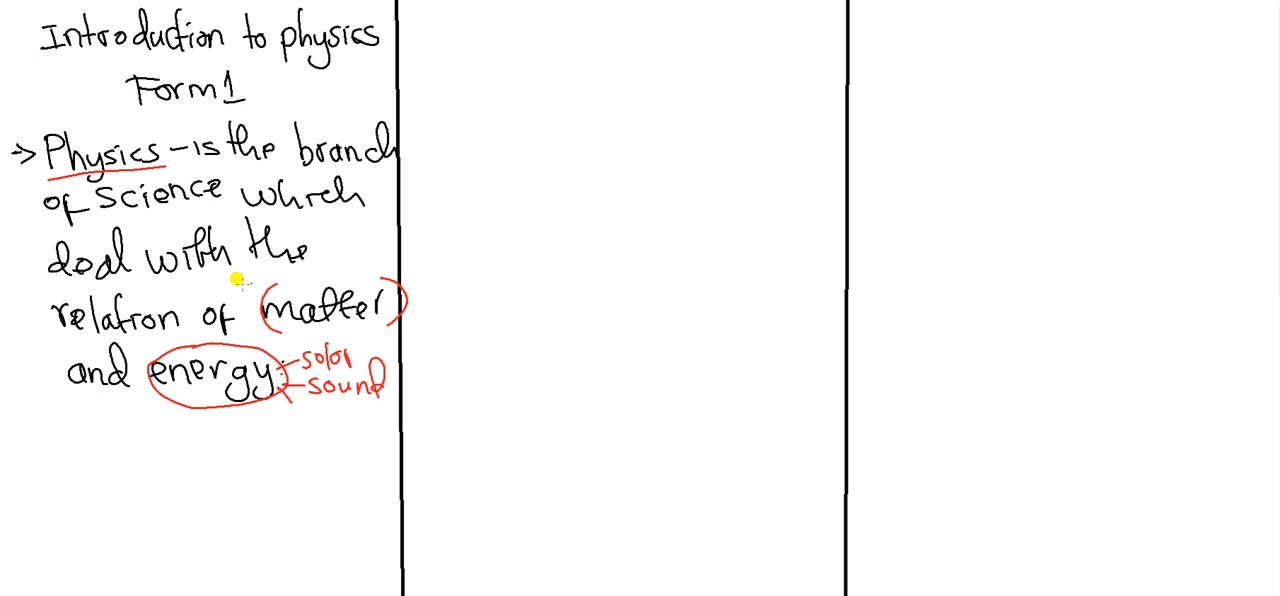 Introduction to physics
Form 1
→ Physics - is the branch
of science which
deal with the
relation of (matter)
and energy: - solar
- sound